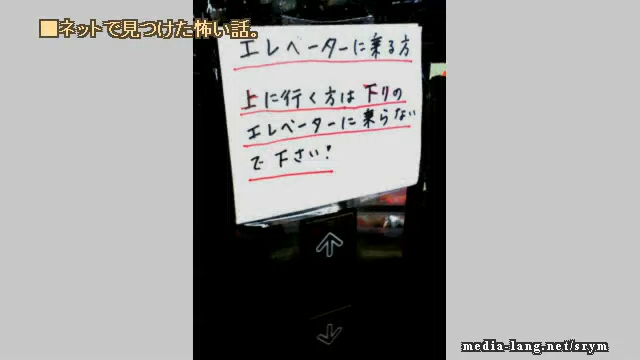 ■ネットで見つけた怖い話。
エレベーターに乗る方
上に行く方は下りの
エレベーターに乗らない
で下さい!
media-lang.net/srym